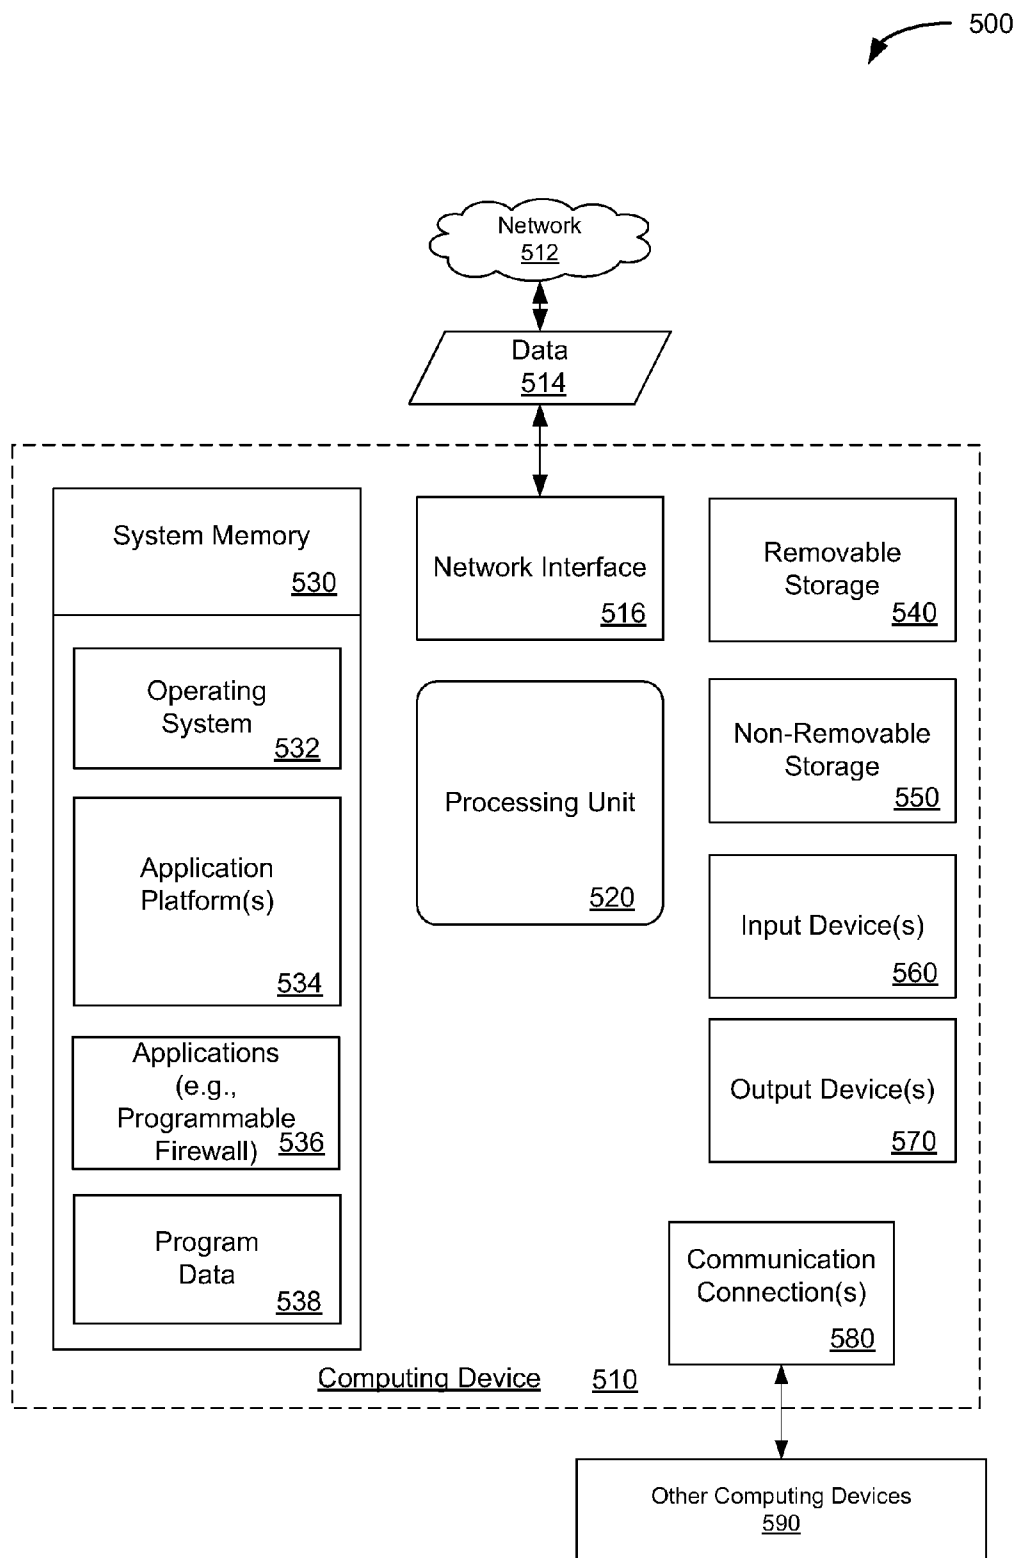 500
Network
512
Data
514
System Memory
530
Operating
System
532
Application
Platform(s)
534
Applications
(e.g.,
Programmable
Firewall)
536
Program
Data
538
Network Interface
516
Processing Unit
520
Removable
Storage
540
Non-Removable
Storage
550
Input Device(s)
560
Output Device(s)
570
Communication
Connection(s)
580
Computing Device 510
Other Computing Devices
590